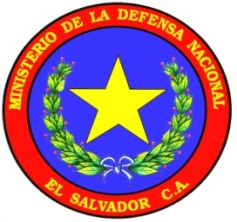 MINISTERIO DE LA DEFENSA NACIONAL
EL SALVADOR C.A.